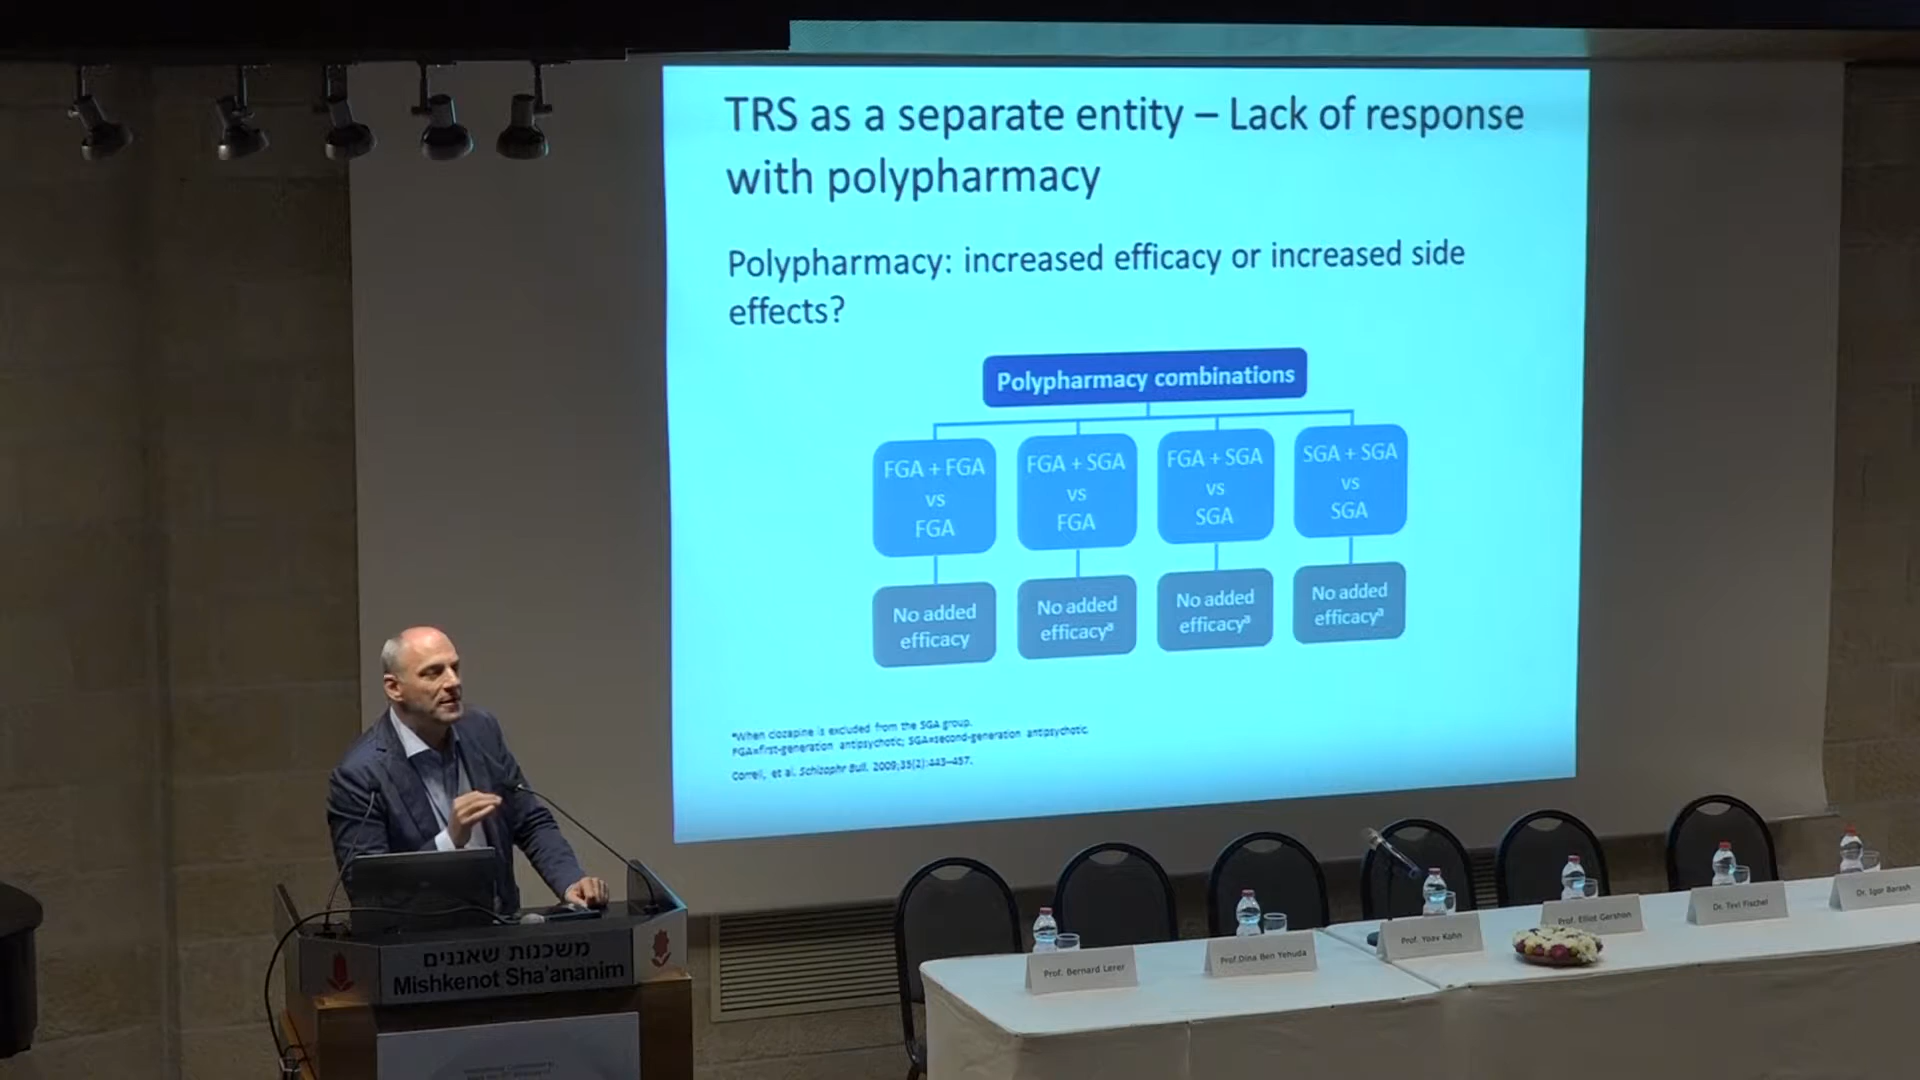 TRS as a separate entity – Lack of response
with polypharmacy
Polypharmacy: increased efficacy or increased side
effects?
Polypharmacy combinations
FGA + FGA
vs
FGA
FGA + SGA
vs
FGA
FGA + SGA
vs
SGA
SGA + SGA
vs
SGA
No added
efficacy
No added
efficacyª
No added
efficacyª
No added
efficacyª
ªWhen clozapine is excluded from the SGA group.
FGA=first-generation antipsychotic; SGA=second-generation antipsychotic.
Correll, et al. Schizophr Bull. 2009;35(2):443–457.
משכנות שאננים
Mishkenot Sha'ananim
Prof. Bernard Lerer
Prof.Dina Ben Yehuda
Prof. Yoav Kohn
Prof. Elliot Gershon
Dr. Tzvi Fischel
Dr. Igor Barash